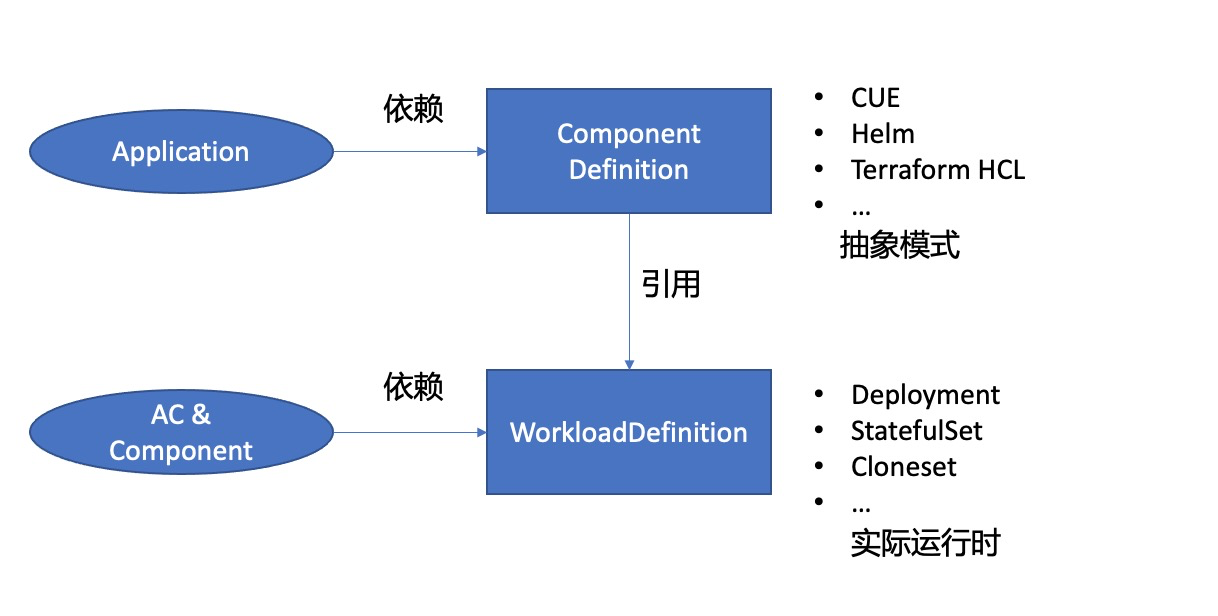 依赖
Application
Component
Definition
• CUE
• Helm
• Terraform HCL
• ...
抽象模式
引用
依赖
AC &
Component
WorkloadDefinition
• Deployment
• StatefulSet
• Cloneset
• ...
实际运行时